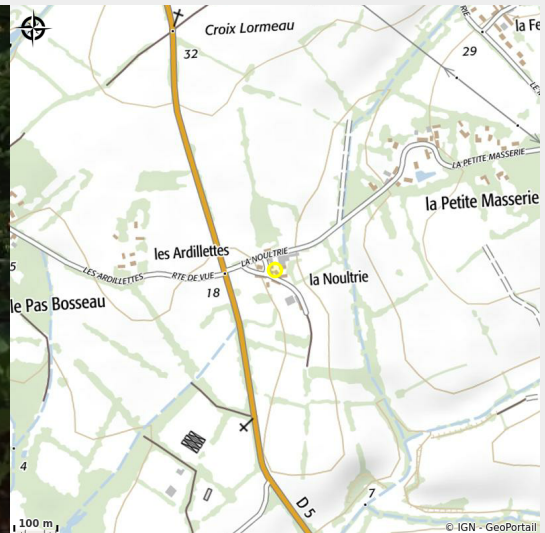 Croix Lormeau
la Fe
32
29
LA PETITE MASSERIE
la Petite Masserie
les Ardillettes
LA NOULTRIE
la Noultrie
LES ARDILLETTES
RTE DE VUE
5
18
le Pas Bosseau
4
7
D 5
100 m
© IGN - GeoPortail